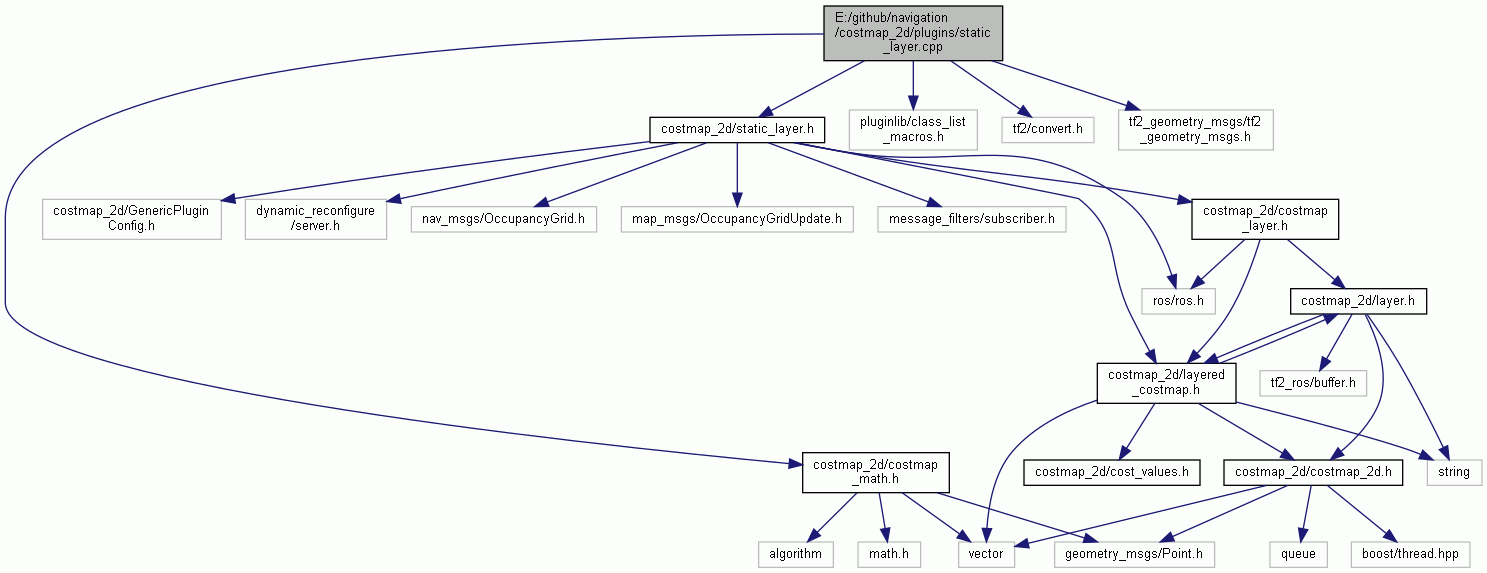 E:/github/navigation
/costmap_2d/plugins/static
_layer.cpp
costmap_2d/static_layer.h
pluginlib/class_list
_macros.h
tf2/convert.h
tf2_geometry_msgs/tf2
_geometry_msgs.h
costmap_2d/GenericPlugin
Config.h
dynamic_reconfigure
/server.h
nav_msgs/OccupancyGrid.h
map_msgs/OccupancyGridUpdate.h
message_filters/subscriber.h
costmap_2d/costmap
_layer.h
ros/ros.h
costmap_2d/layer.h
costmap_2d/layered
_costmap.h
tf2_ros/buffer.h
costmap_2d/costmap
_math.h
costmap_2d/cost_values.h
costmap_2d/costmap_2d.h
string
algorithm
math.h
vector
geometry_msgs/Point.h
queue
boost/thread.hpp